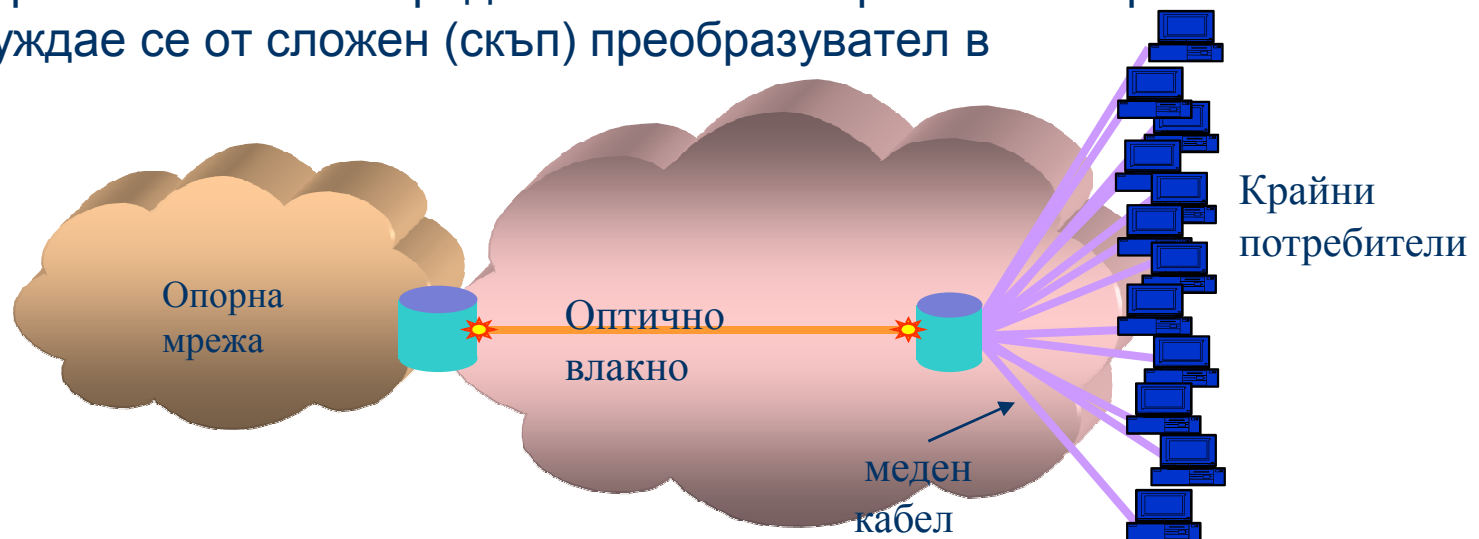 уждае се от сложен (скъп) преобразувател в
Опорна
мрежа
Оптично
влакно
меден
кабел
Крайни
потребители